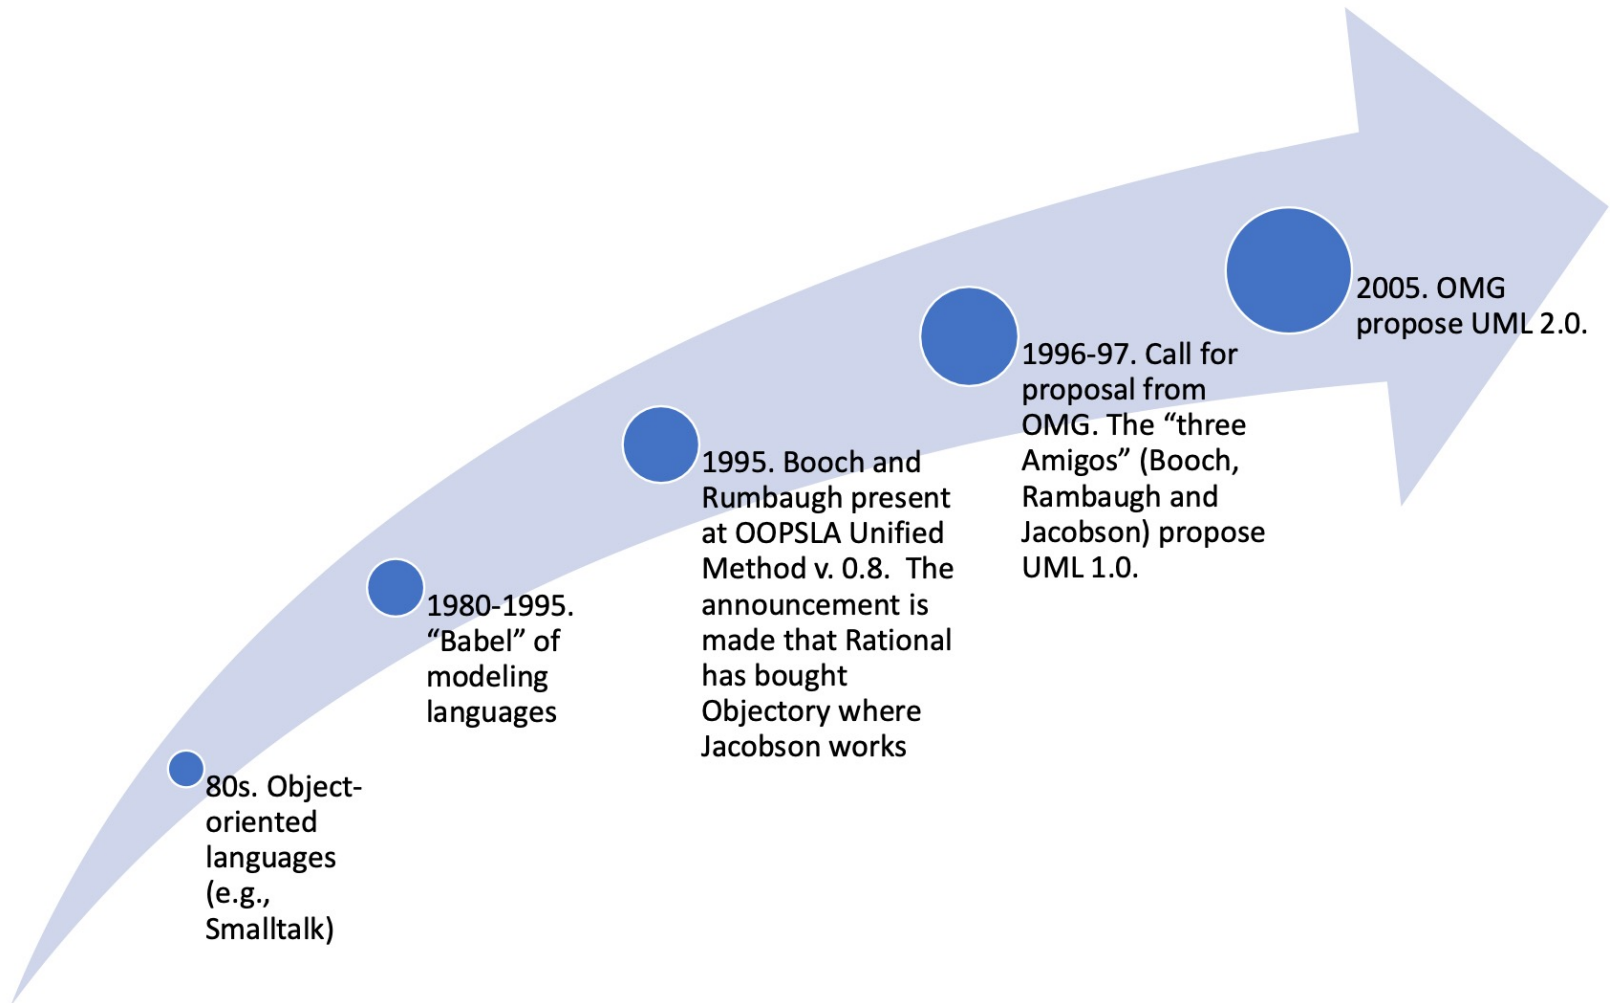 80s. Object-
oriented
languages
(e.g.,
Smalltalk)
1980-1995.
“Babel” of
modeling
languages
1995. Booch and
Rumbaugh present
at OOPSLA Unified
Method v. 0.8.  The
announcement is
made that Rational
has bought
Objectory where
Jacobson works
1996-97. Call for
proposal from
OMG. The “three
Amigos” (Booch,
Rambaugh and
Jacobson) propose
UML 1.0.
2005. OMG
propose UML 2.0.